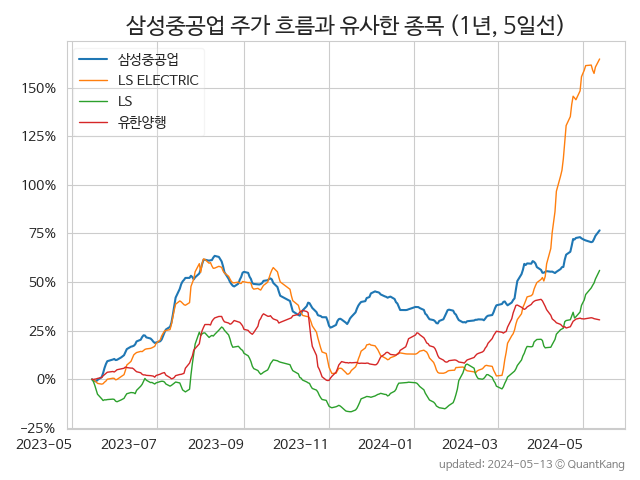 삼성중공업 주가 흐름과 유사한 종목 (1년, 5일선)
삼성중공업
LS ELECTRIC
LS
유한양행
150%
125%
100%
75%
50%
25%
0%
−25%
2023-05 2023-07 2023-09 2023-11 2024-01 2024-03 2024-05
updated: 2024-05-13 ⓒ QuantKang